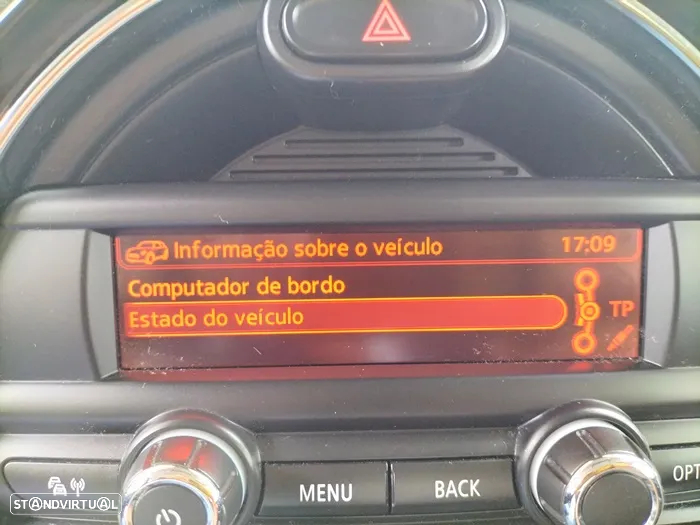 Informação sobre o veículo 17:09
Computador de bordo
Estado do veículo
TP
MENU
BACK
OPT
STANDVIRTUAL